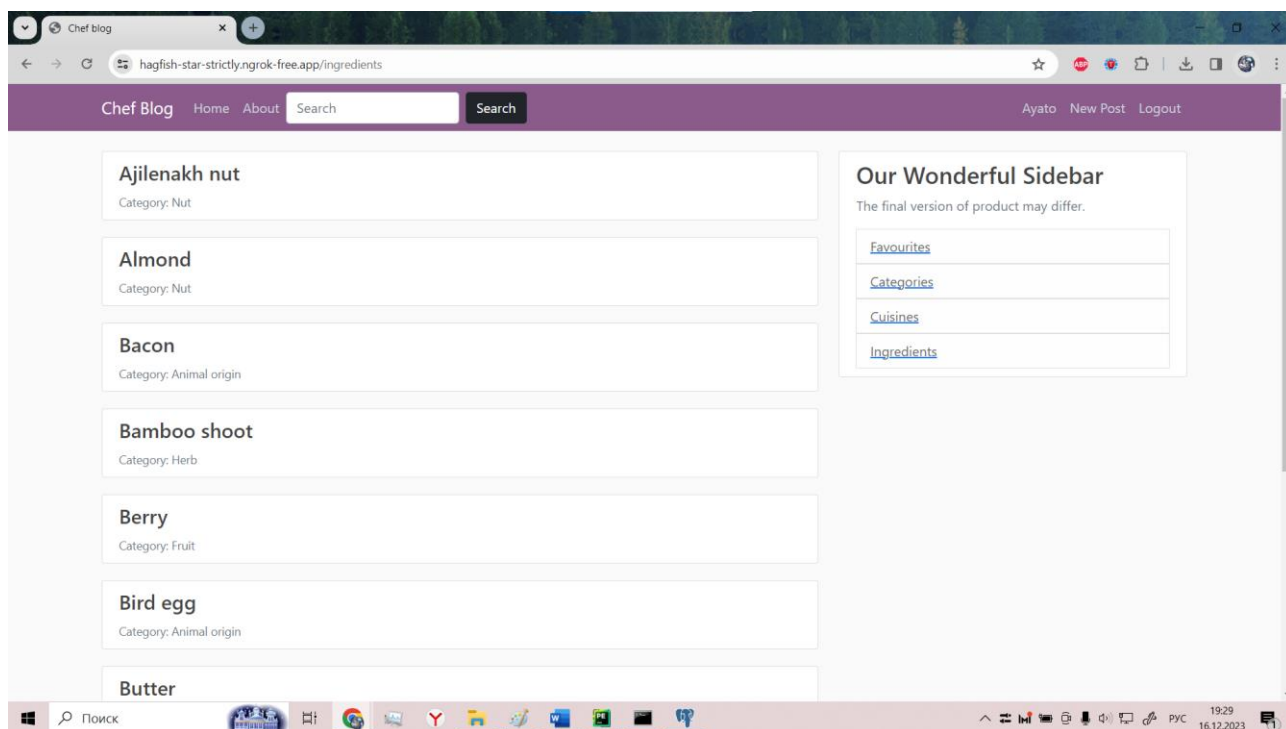 Chef blog
hagfish-star-strictly.ngrok-free.app/ingredients
ABP
Chef Blog Home About Search Search Ayato New Post Logout
Ajilenakh nut
Category: Nut
Almond
Category: Nut
Bacon
Category: Animal origin
Bamboo shoot
Category: Herb
Berry
Category: Fruit
Bird egg
Category: Animal origin
Butter
Our Wonderful Sidebar
The final version of product may differ.
Favourites
Categories
Cuisines
Ingredients
Поиск
РУС
19:29
16.12.2023